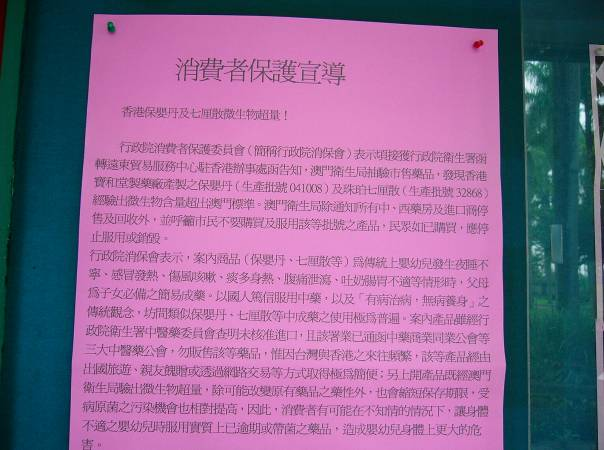 消費者保護宣導
香港保嬰丹及七厘散微生物超量！
行政院消費者保護委員會（簡稱行政院消保會）表示頃接獲行政院衛生署函
轉遠東貿易服務中心駐香港辦事處函告知，澳門衛生局抽驗市售藥品，發現香港
寶和堂製藥廠產製之保嬰丹（生產批號 041008）及珠珀七厘散（生產批號 32868）
經驗出微生物含量超出澳門標準。澳門衛生局除通知所有中、西藥房及進口商停
售及回收外，並呼籲市民不要購買及服用該等批號之產品，民眾如已購買，應停
止服用或銷毀。
行政院消保會表示，案內商品（保嬰丹、七厘散等）爲傳統上嬰幼兒發生夜睡不
寧、感冒發熱、傷風咳嗽、痰多身熱、腹痛泄瀉、吐奶腸胃不適等情形時，父母
爲子女必備之簡易成藥。以國人篤信服用中藥，以及「有病治病，無病養身」之
傳統觀念，坊間類似保嬰丹、七厘散等中成藥之使用極爲普遍。案內產品雖經行
政院衛生署中醫藥委員會查明未核准進口，且該署業已通函中藥商業同業公會等
三大中醫藥公會，勿販售該等藥品，惟因台灣與香港之來往頻繁，該等產品經由
出國旅遊、親友餽贈或透過網路交易等方式取得極爲簡便；另上開產品既經澳門
衛生局驗出微生物超量，除可能改變原有藥品之藥性外，也會縮短保存期限，受
病原菌之污染機會也相對提高，因此，消費者有可能在不知情的情況下，讓身體
不適之嬰幼兒時服用實質上已逾期或帶菌之藥品，造成嬰幼兒身體上更大的危
害。